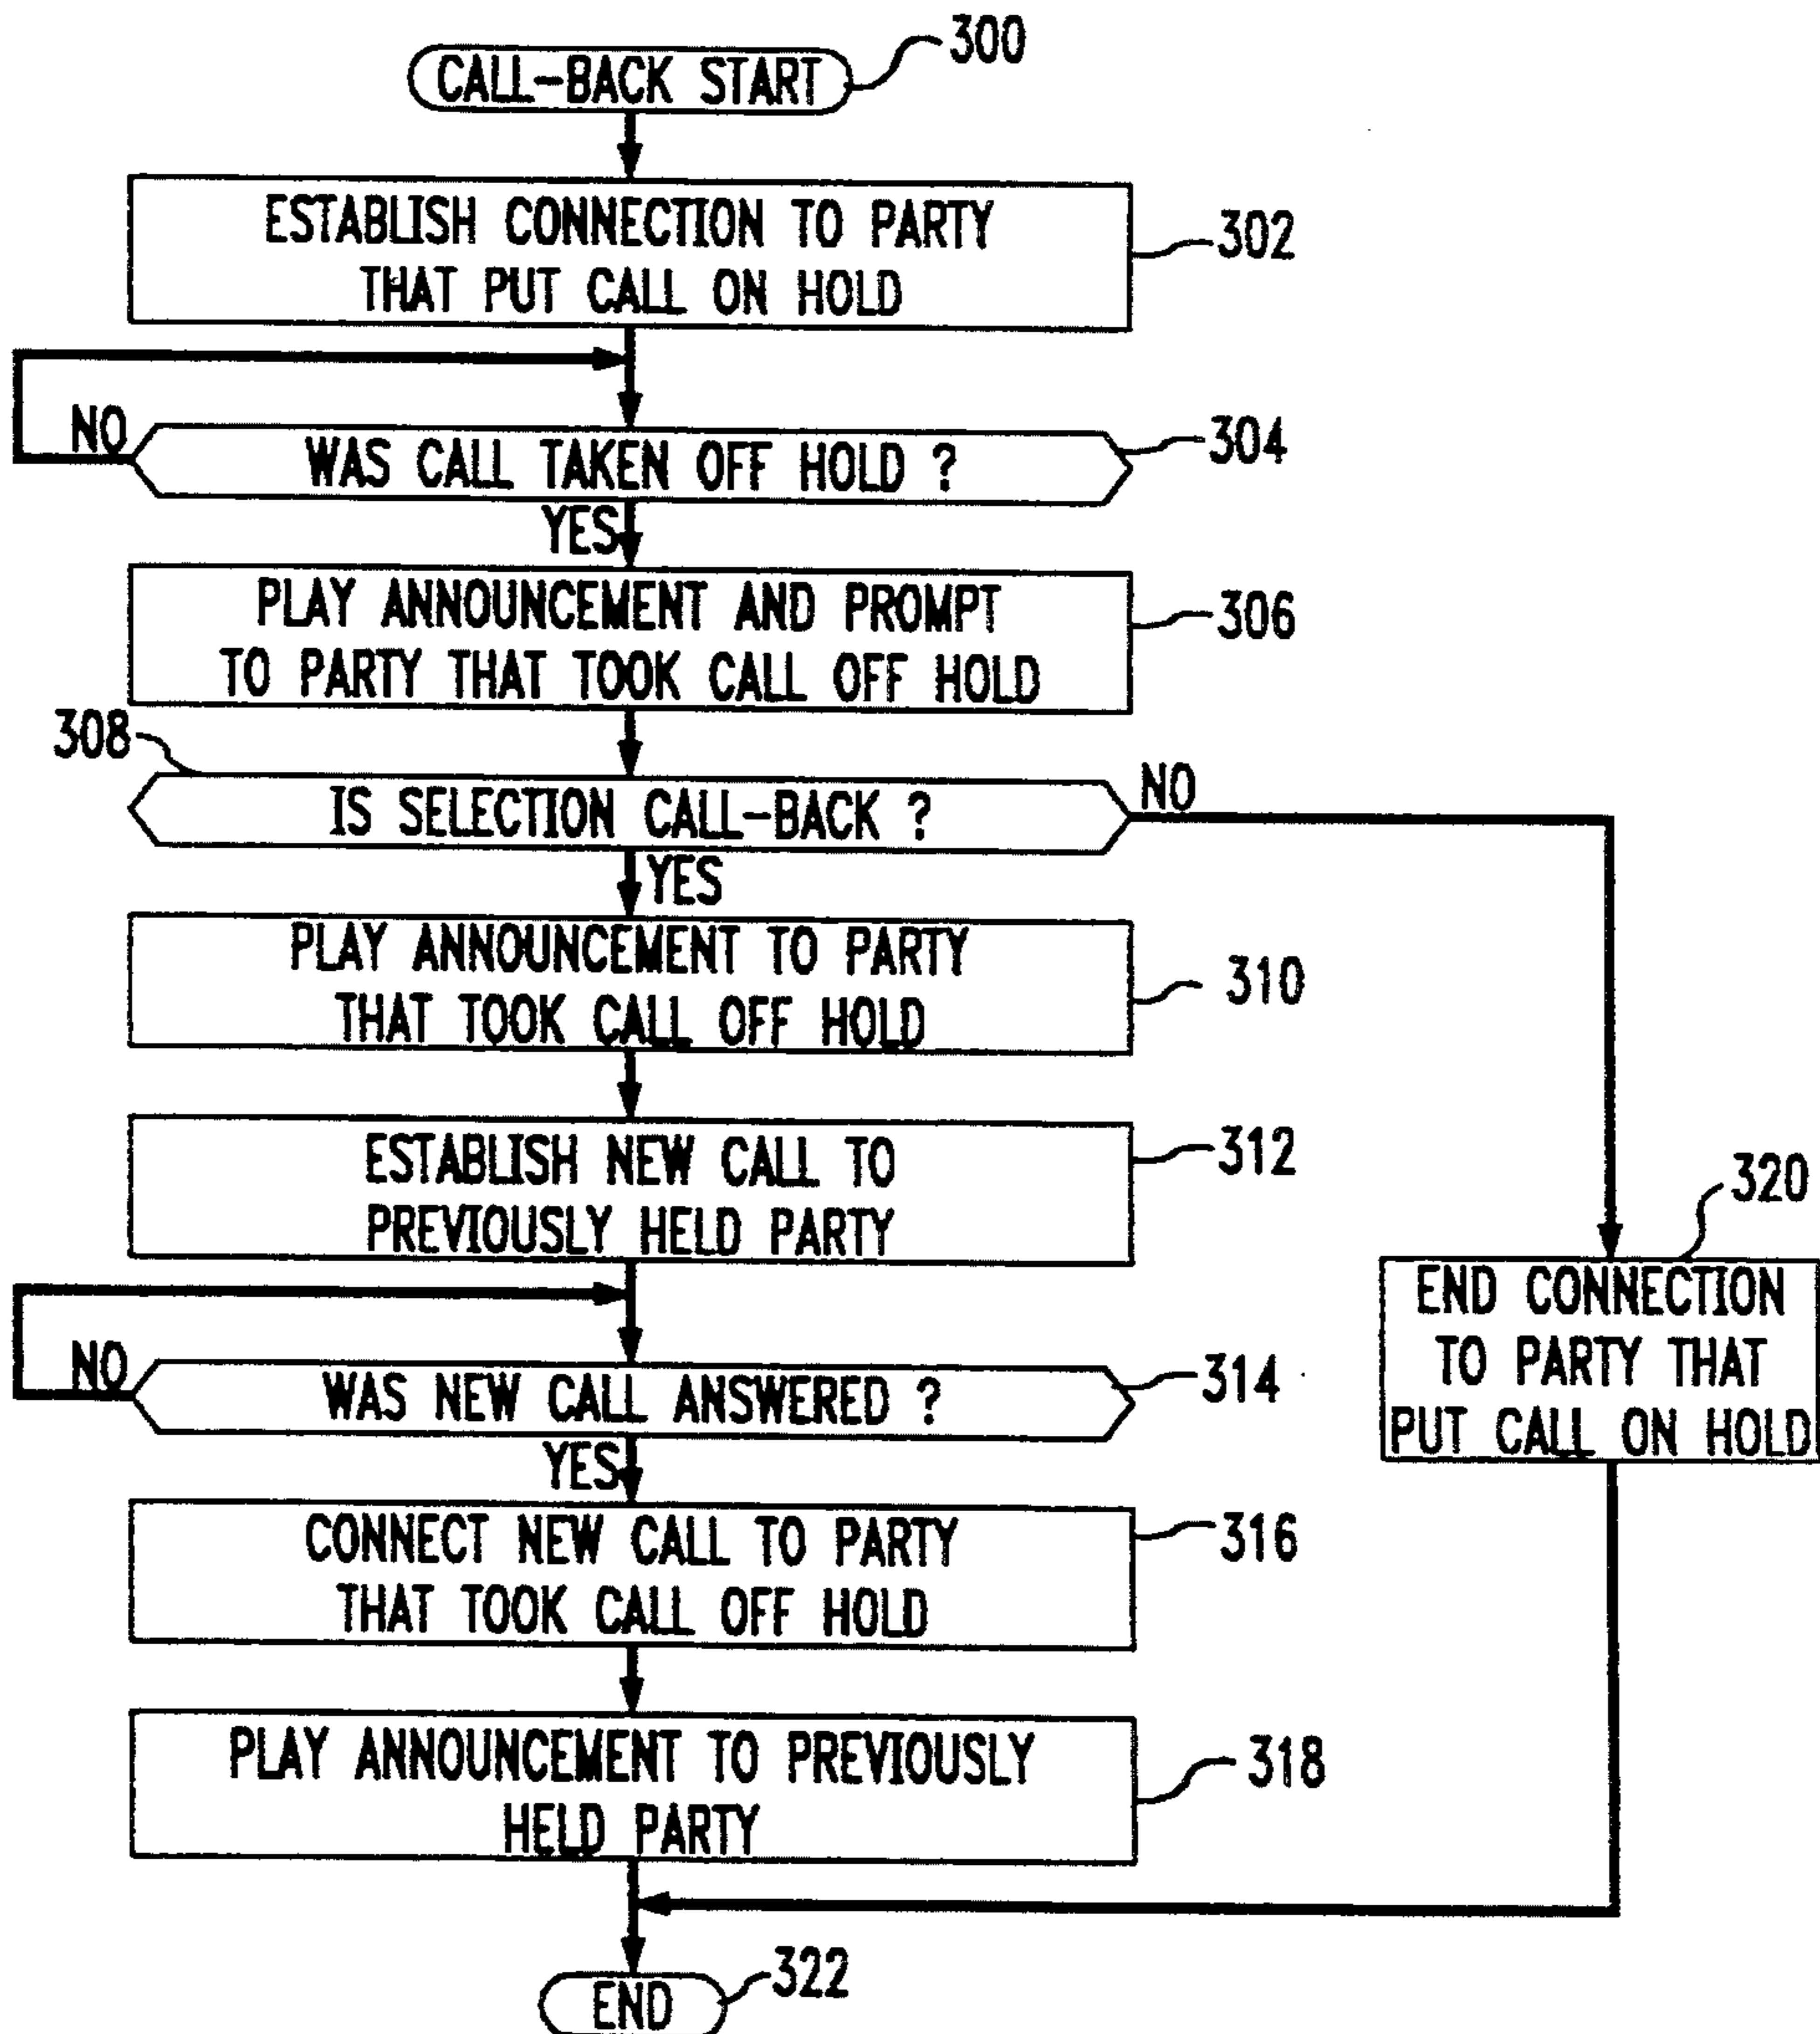 CALL-BACK START
300
ESTABLISH CONNECTION TO PARTY
THAT PUT CALL ON HOLD
302
NO
WAS CALL TAKEN OFF HOLD ?
304
YES
PLAY ANNOUNCEMENT AND PROMPT
TO PARTY THAT TOOK CALL OFF HOLD
306
308
IS SELECTION CALL-BACK ?
NO
YES
PLAY ANNOUNCEMENT TO PARTY
THAT TOOK CALL OFF HOLD
310
ESTABLISH NEW CALL TO
PREVIOUSLY HELD PARTY
312
320
END CONNECTION
TO PARTY THAT
PUT CALL ON HOLD
NO
WAS NEW CALL ANSWERED ?
314
YES
CONNECT NEW CALL TO PARTY
THAT TOOK CALL OFF HOLD
316
PLAY ANNOUNCEMENT TO PREVIOUSLY
HELD PARTY
318
END
322